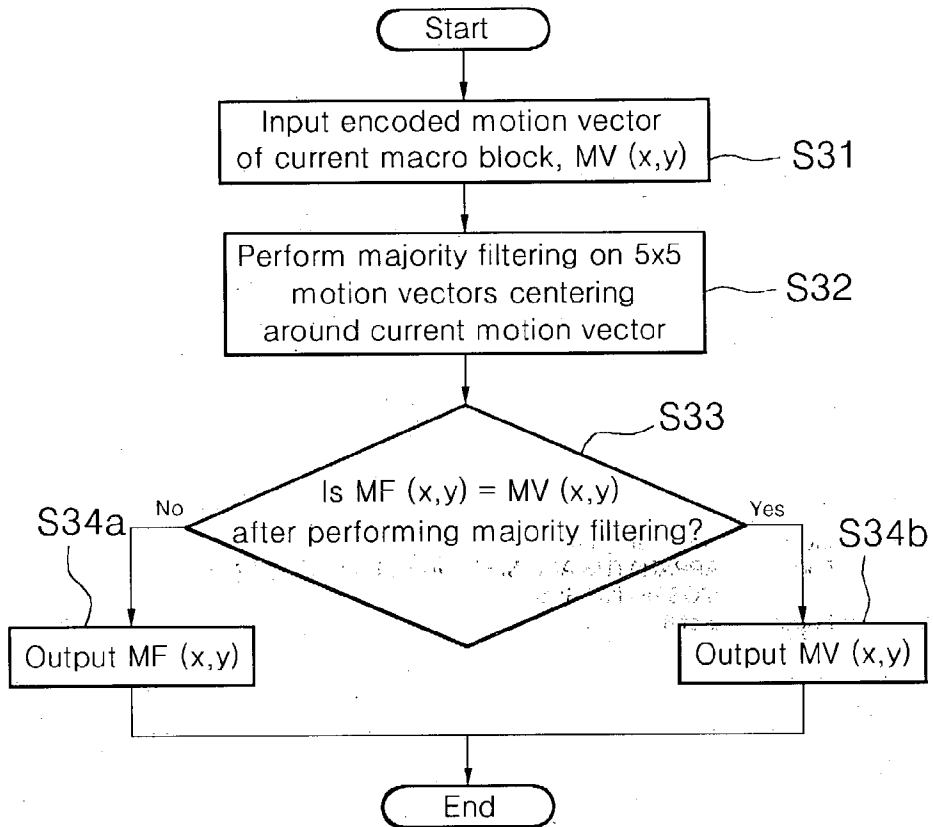 Start
Input encoded motion vector
of current macro block, MV (x,y)
S31
Perform majority filtering on 5x5
motion vectors centering
around current motion vector
S32
S33
Is MF (x,y) = MV (x,y)
after performing majority filtering?
No
Yes
S34a
S34b
Output MF (x,y)
Output MV (x,y)
End